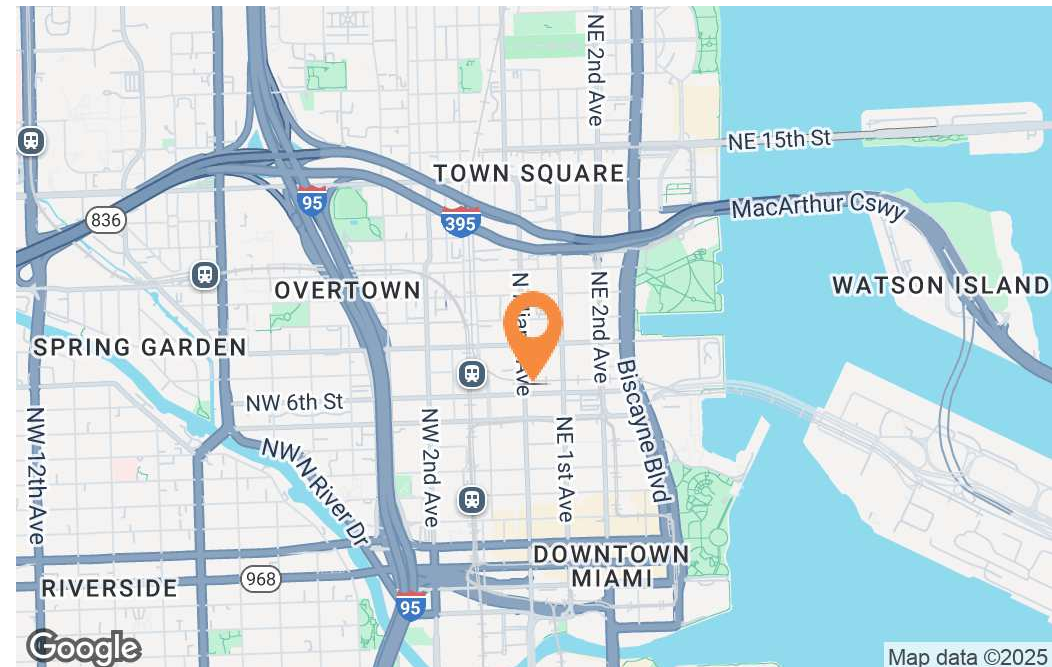 NE 2nd Ave
NE 15th St
TOWN SQUARE
95
395
MacArthur Cswy
836
OVERTOWN
WATSON ISLAND
N
Ave
NE 2nd Ave
SPRING GARDEN
Biscayne Blvd
NW 6th St
NW 12th Ave
NW 2nd Ave
NE 1st Ave
NW N River Dr
DOWNTOWN
MIAMI
968
RIVERSIDE
95
Google
Map data ©2025